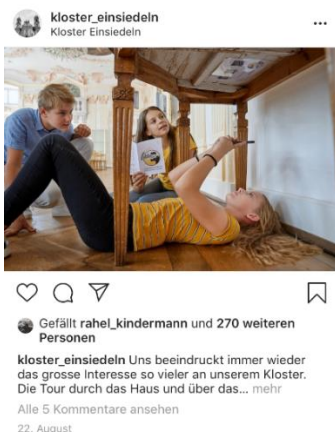 kloster_einsiedeln
Kloster Einsiedeln
Gefällt rahel_kindermann und 270 weiteren
Personen
kloster_einsiedeln Uns beeindruckt immer wieder
das grosse Interesse so vieler an unserem Kloster.
Die Tour durch das Haus und über das... mehr
Alle 5 Kommentare ansehen
22. August